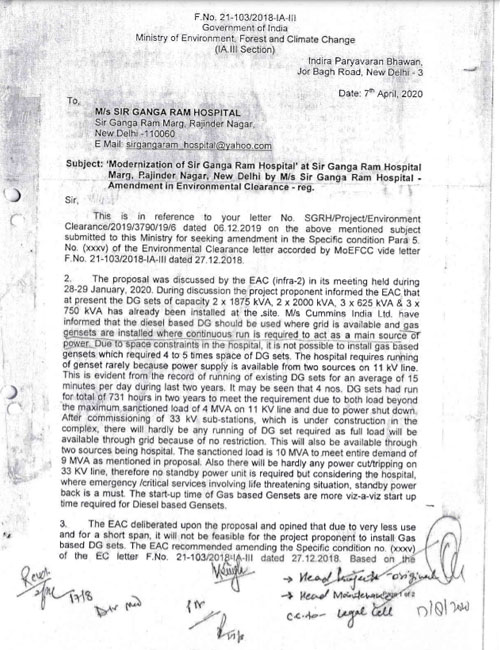 F.No. 21-103/2018-IA-III
Government of India
Ministry of Environment, Forest and Climate Change
(IA.III Section)
Indira Paryavaran Bhawan,
Jor Bagh Road, New Delhi - 3
Date: 7th April, 2020
To,
M/s SIR GANGA RAM HOSPITAL
Sir Ganga Ram Marg, Rajinder Nagar,
New Delhi -110060
E Mail: sirgangaram_hospital@yahoo.com
Subject: 'Modernization of Sir Ganga Ram Hospital' at Sir Ganga Ram Hospital
Marg, Rajinder Nagar, New Delhi by M/s Sir Ganga Ram Hospital -
Amendment in Environmental Clearance - reg.
Sir,
This is in reference to your letter No. SGRH/Project/Environment
Clearance/2019/3790/19/6 dated 06.12.2019 on the above mentioned subject
submitted to this Ministry for seeking amendment in the Specific condition Para 5.
No. (xxxv) of the Environmental Clearance accorded by MoEFCC vide letter
F.No. 21-103/2018-IA-III dated 27.12.2018.
2. The proposal was discussed by the EAC (infra-2) in its meeting held during
28-29 January, 2020. During discussion the project proponent informed the EAC that
at present the DG sets of capacity 2 x 1875 kVA, 2 x 2000 kVA, 3 x 625 kVA & 3 x
750 kVA has already been installed at the site. M/s Cummins India Ltd. have
informed that the diesel based DG should be used where grid is available and gas
gensets are installed where continuous run is required to act as a main source of
power. Due to space constraints in the hospital, it is not possible to install gas based
gensets which required 4 to 5 times space of DG sets. The hospital requires running
of genset rarely because power supply is available from two sources on 11 kV line.
This is evident from the record of running of existing DG sets for an average of 15
minutes per day during last two years. It may be seen that 4 nos. DG sets had run
for total of 731 hours in two years to meet the requirement due to both load beyond
the maximum sanctioned load of 4 MVA on 11 KV line and due to power shut down.
After commissioning of 33 kV sub-stations, which is under construction in the
complex, there will hardly be any running of DG set required as full load will be
available through grid because of no restriction. This will also be available through
two sources being hospital. The sanctioned load is 10 MVA to meet entire demand of
9 MVA as mentioned in proposal. Also there will be hardly any power cut/tripping on
33 KV line, therefore no standby power unit is required but considering the hospital,
where emergency /critical services involving life threatening situation, standby power
back is a must. The start-up time of Gas based Gensets are more viz-a-viz start up
time required for Diesel based Gensets.
3. The EAC deliberated upon the proposal and opined that due to very less use
and for a short span, it will not be feasible for the project proponent to install Gas
based DG sets. The EAC recommended amending the Specific condition no. (xxxv)
of the EC letter F.No. 21-103/2018-IA-III dated 27.12.2018. Based on the
→ Head Projects - original
→ Head Maintenance
C.C. to - Legal Cell
17/8
17/8/2020